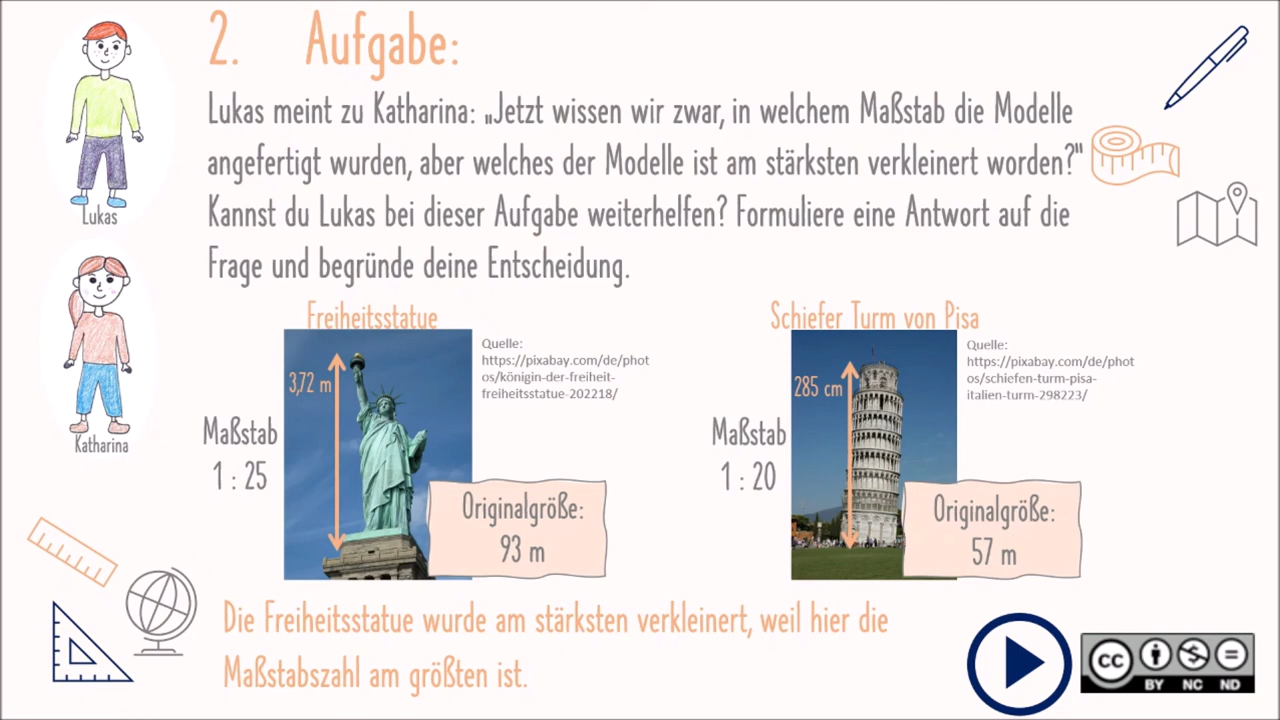 2. Aufgabe:
Lukas meint zu Katharina: „Jetzt wissen wir zwar, in welchem Maßstab die Modelle
angefertigt wurden, aber welches der Modelle ist am stärksten verkleinert worden?"
Kannst du Lukas bei dieser Aufgabe weiterhelfen? Formuliere eine Antwort auf die
Frage und begründe deine Entscheidung.
Lukas
Katharina
Freiheitsstatue
3,72 m
Quelle:
https://pixabay.com/de/phot
os/königin-der-freiheit-
freiheitsstatue-202218/
Maßstab
1 : 25
Originalgröße:
93 m
Schiefer Turm von Pisa
285 cm
Quelle:
https://pixabay.com/de/phot
os/schiefen-turm-pisa-
italien-turm-298223/
Maßstab
1 : 20
Originalgröße:
57 m
Die Freiheitsstatue wurde am stärksten verkleinert, weil hier die
Maßstabszahl am größten ist.
CC
BY NC ND